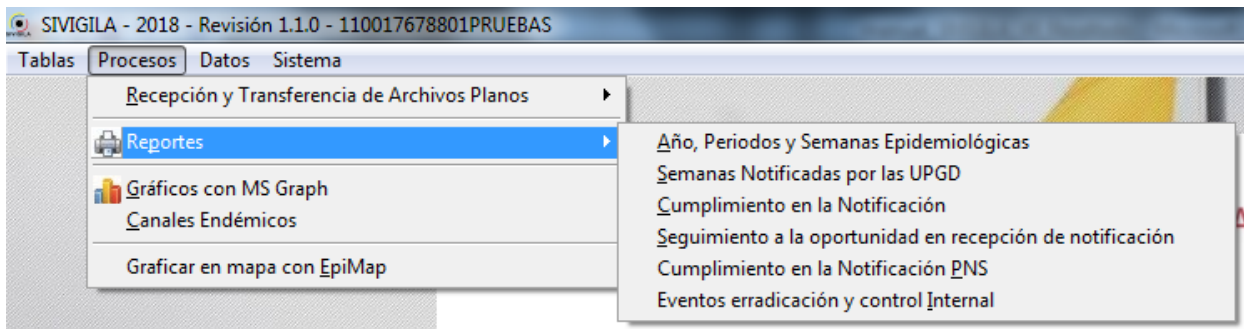 SIVIGILA - 2018 - Revisión 1.1.0 - 110017678801PRUEBAS
Tablas Procesos Datos Sistema
Recepción y Transferencia de Archivos Planos
Reportes
Gráficos con MS Graph
Canales Endémicos
Graficar en mapa con EpiMap
Año, Periodos y Semanas Epidemiológicas
Semanas Notificadas por las UPGD
Cumplimiento en la Notificación
Seguimiento a la oportunidad en recepción de notificación
Cumplimiento en la Notificación PNS
Eventos erradicación y control Internal